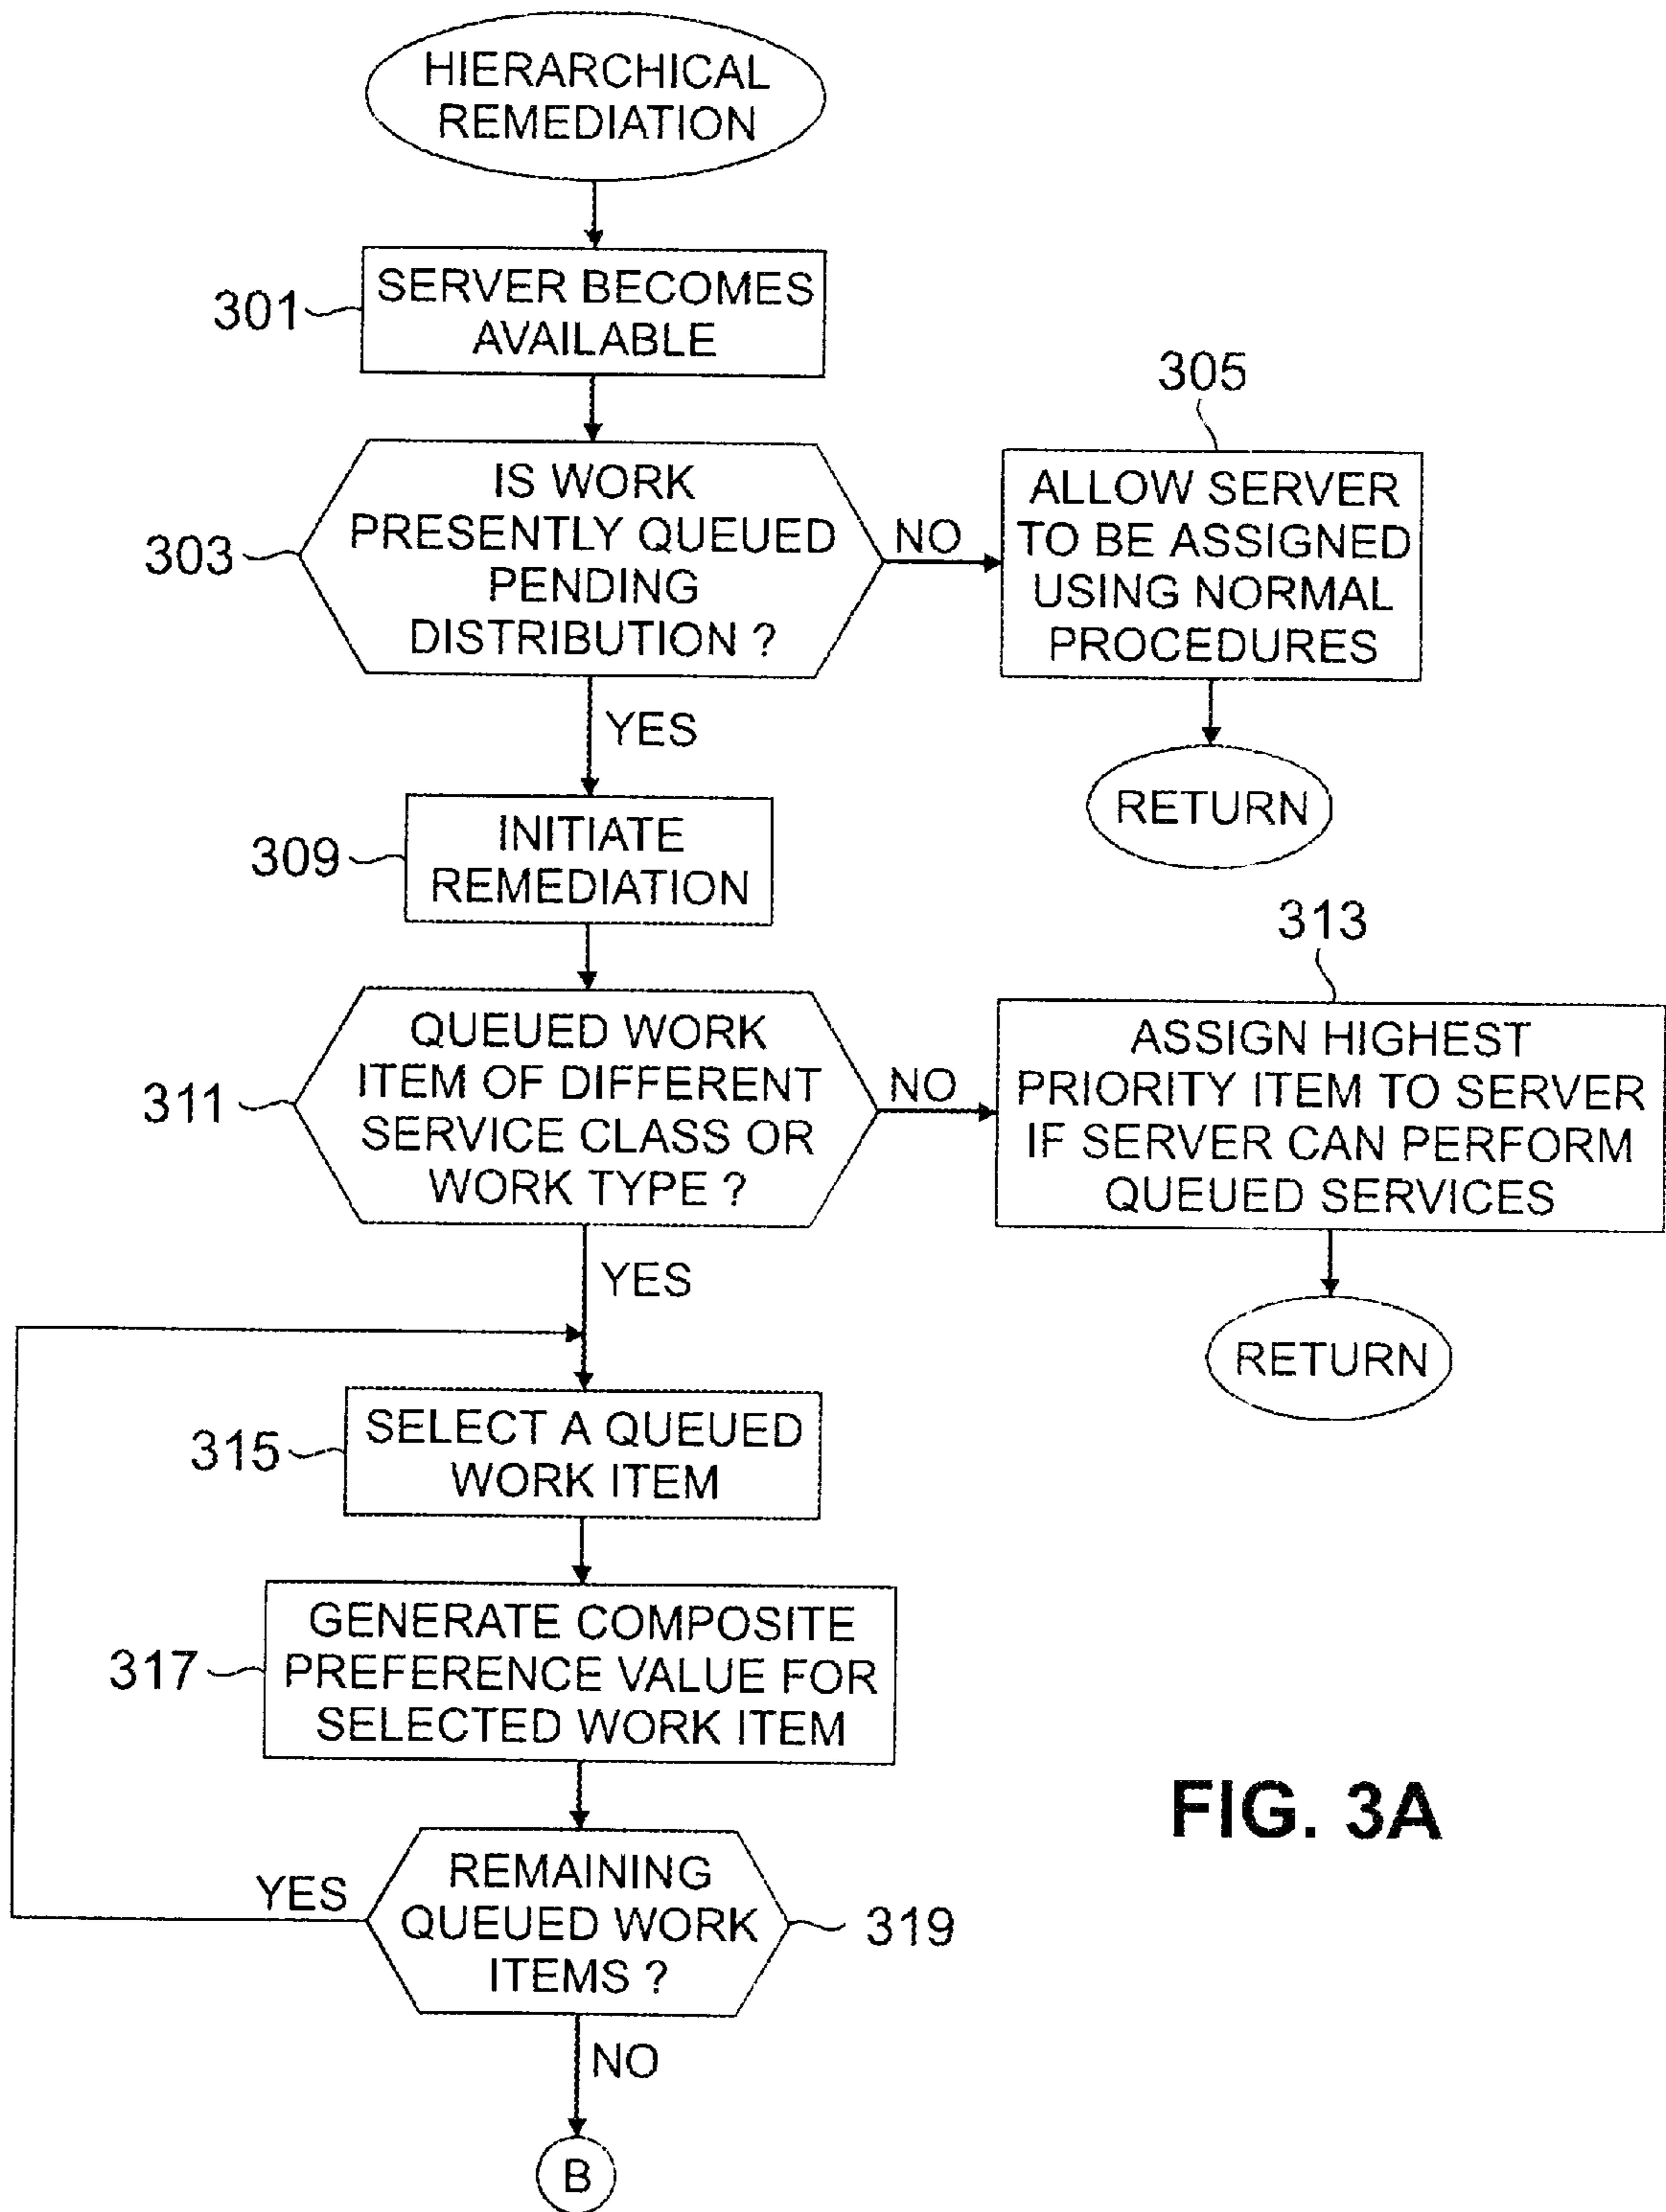 HIERARCHICAL
REMEDIATION
301
SERVER BECOMES
AVAILABLE
303
IS WORK
PRESENTLY QUEUED
PENDING
DISTRIBUTION ?
NO
305
ALLOW SERVER
TO BE ASSIGNED
USING NORMAL
PROCEDURES
RETURN
YES
309
INITIATE
REMEDIATION
311
QUEUED WORK
ITEM OF DIFFERENT
SERVICE CLASS OR
WORK TYPE ?
NO
313
ASSIGN HIGHEST
PRIORITY ITEM TO SERVER
IF SERVER CAN PERFORM
QUEUED SERVICES
RETURN
YES
315
SELECT A QUEUED
WORK ITEM
317
GENERATE COMPOSITE
PREFERENCE VALUE FOR
SELECTED WORK ITEM
YES
REMAINING
QUEUED WORK
ITEMS ?
319
NO
B
FIG. 3A